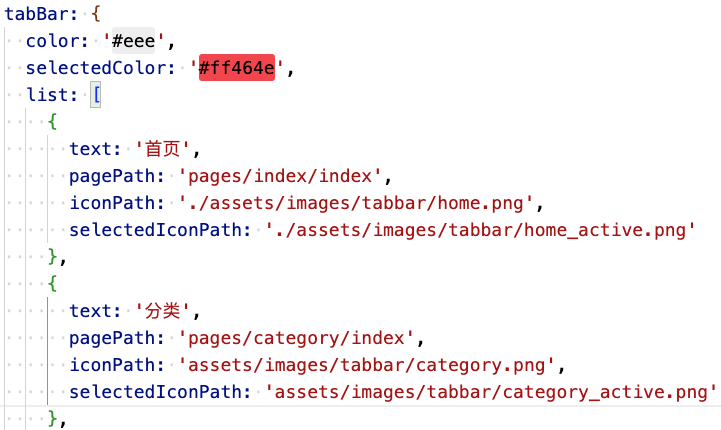 tabBar: {
color: '#eee',
selectedColor: '#ff464e',
list: [
{
text: '首页',
pagePath: 'pages/index/index',
iconPath: './assets/images/tabbar/home.png',
selectedIconPath: './assets/images/tabbar/home_active.png'
},
{
text: '分类',
pagePath: 'pages/category/index',
iconPath: 'assets/images/tabbar/category.png',
selectedIconPath: 'assets/images/tabbar/category_active.png'
},